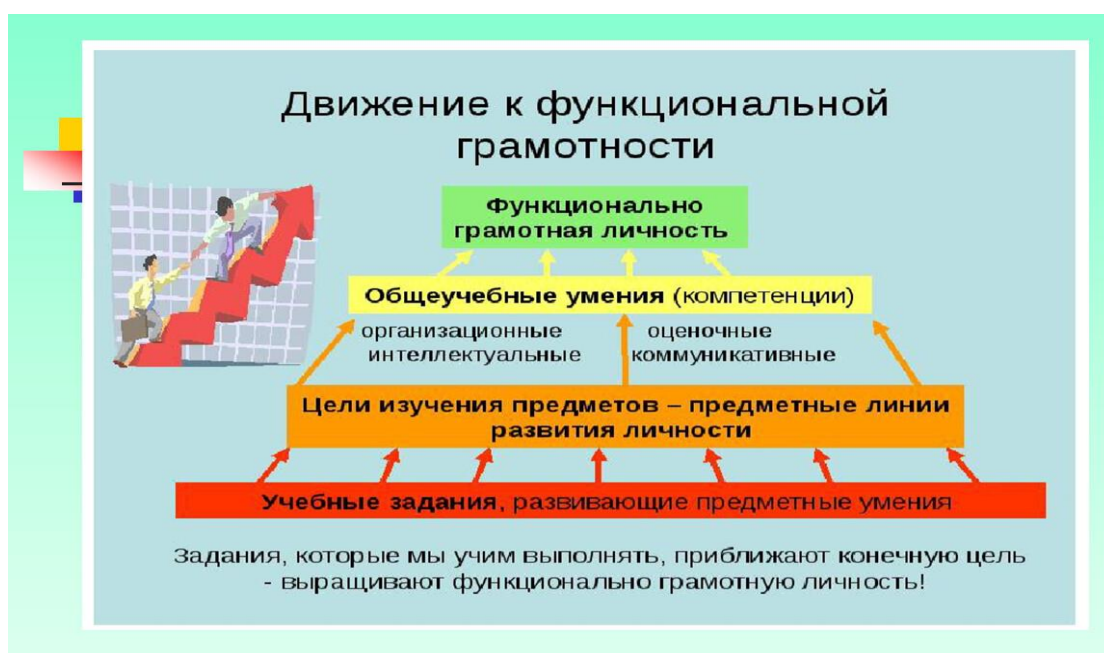 Движение к функциональной
грамотности
Функционально
грамотная личность
Общеучебные умения (компетенции)
организационные оценочные
интеллектуальные коммуникативные
Цели изучения предметов – предметные линии
развития личности
Учебные задания, развивающие предметные умения
Задания, которые мы учим выполнять, приближают конечную цель
- выращивают функционально грамотную личность!